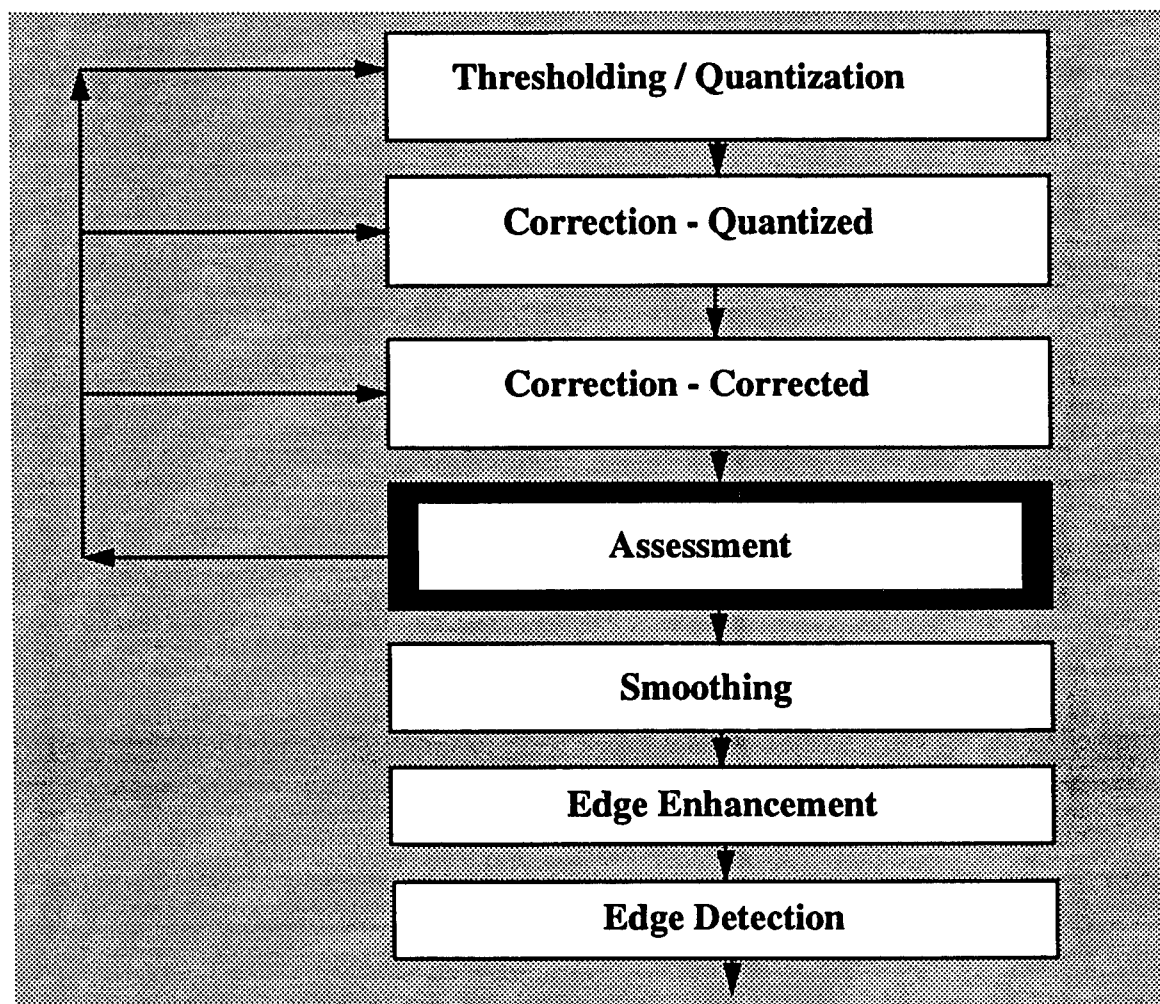 Thresholding / Quantization
Correction - Quantized
Correction - Corrected
Assessment
Smoothing
Edge Enhancement
Edge Detection